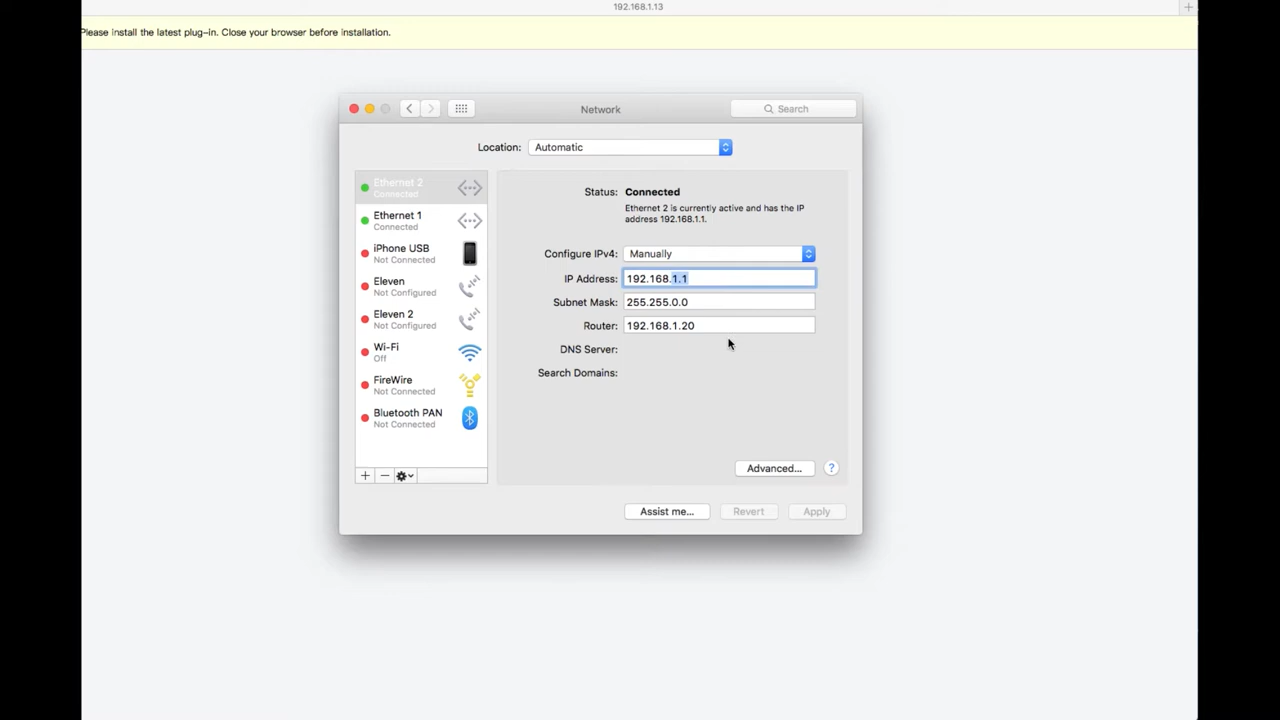 192.168.1.13
+
Please install the latest plug-in. Close your browser before installation.
Network
Search
Location: Automatic
Ethernet 2
Connected
Ethernet 1
Connected
iPhone USB
Not Connected
Eleven
Not Configured
Eleven 2
Not Configured
Wi-Fi
Off
FireWire
Not Connected
Bluetooth PAN
Not Connected
+ −
Status: Connected
Ethernet 2 is currently active and has the IP
address 192.168.1.1.
Configure IPv4: Manually
IP Address: 192.168.1.1
Subnet Mask: 255.255.0.0
Router: 192.168.1.20
DNS Server:
Search Domains:
Advanced... ?
Assist me... Revert Apply